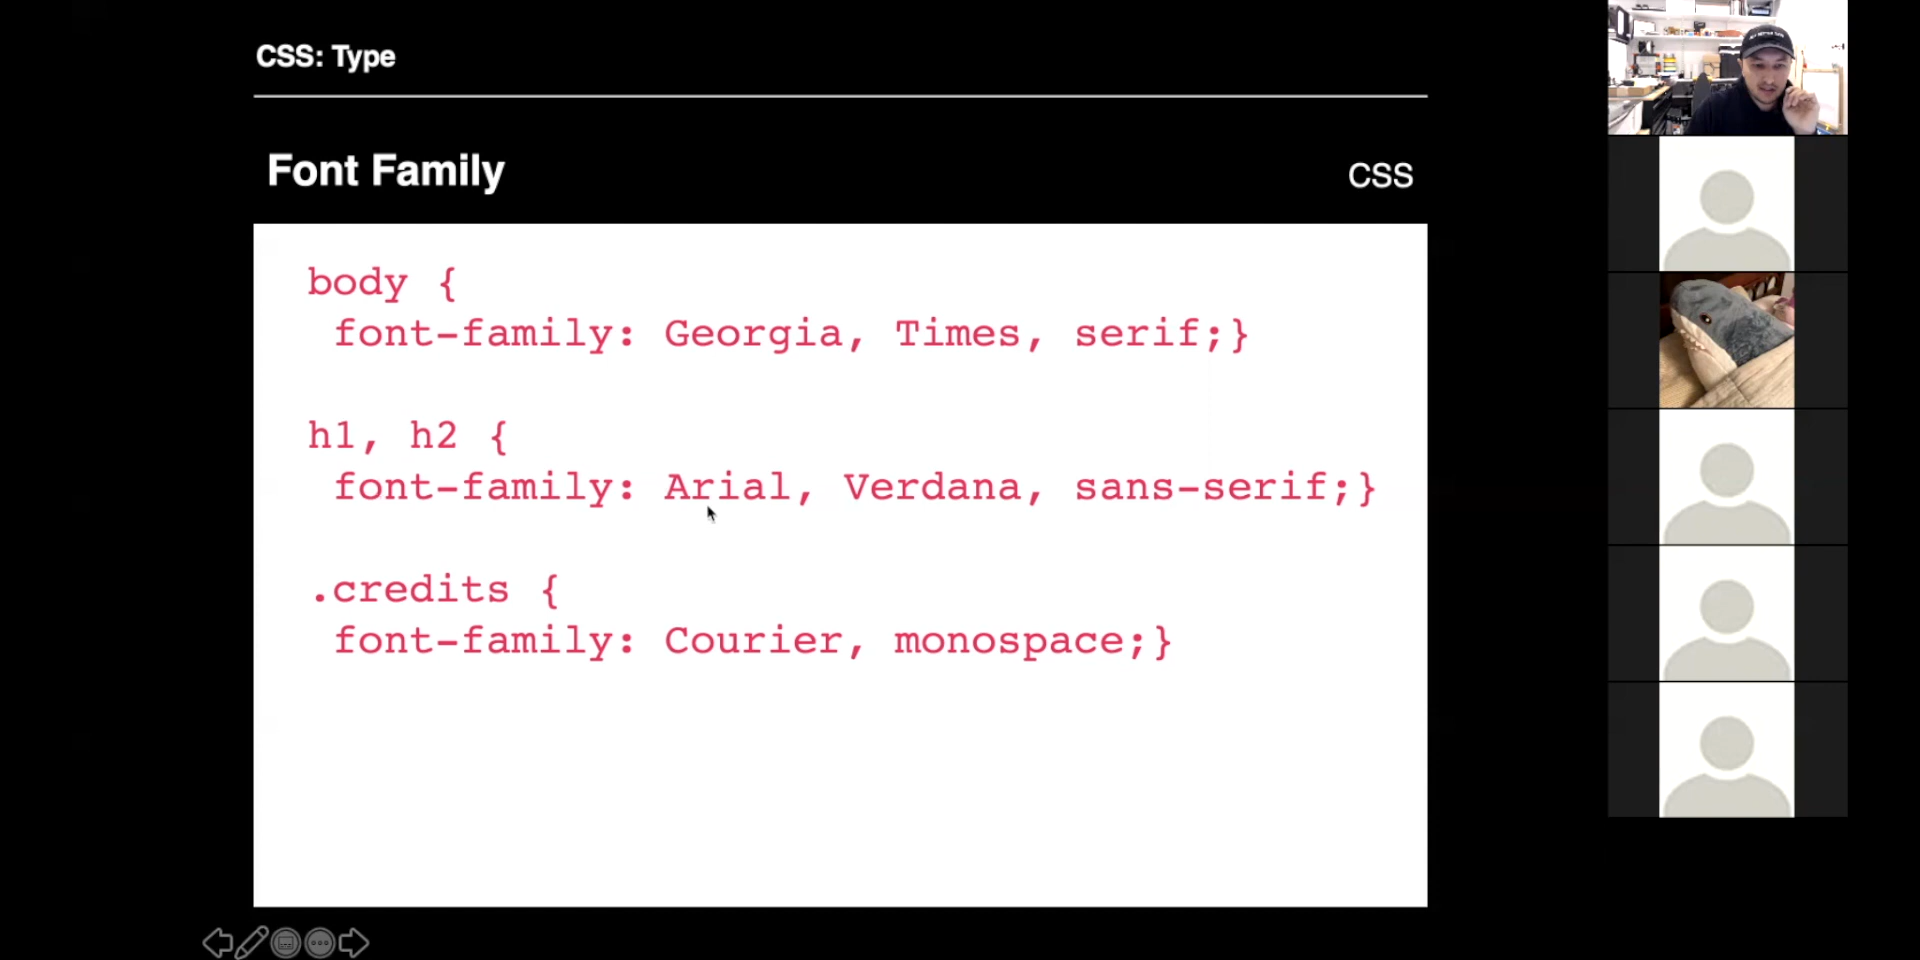 CSS: Type
Font Family
CSS
body {
font-family: Georgia, Times, serif;}
h1, h2 {
font-family: Arial, Verdana, sans-serif;}
.credits {
font-family: Courier, monospace;}